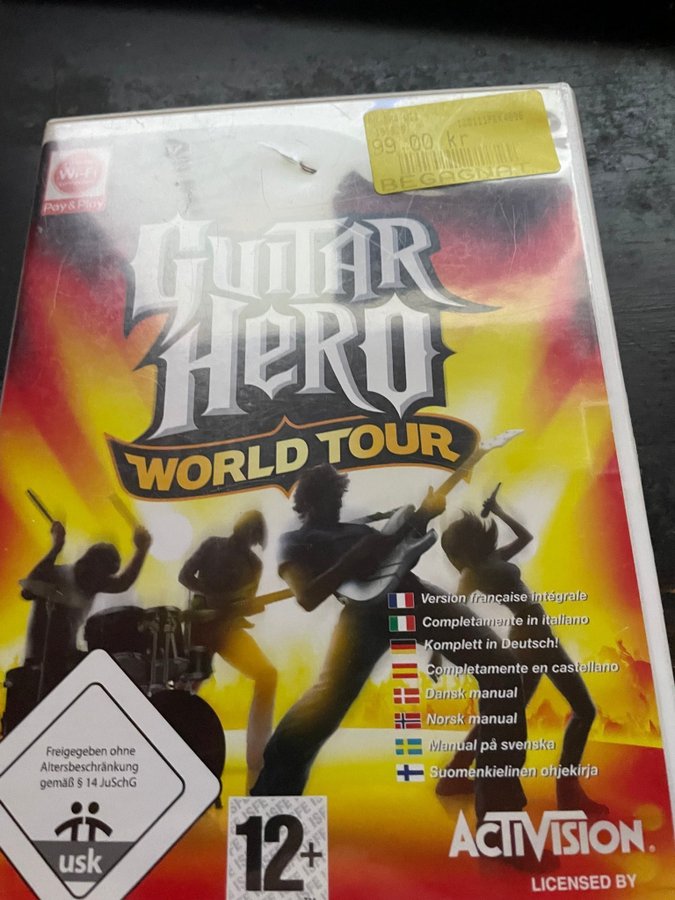 99.00 kr
BEGAGNAT
Wi-Fi
Pay & Play
GUITAR
HERO
WORLD TOUR
Version française intégrale
Completamente in italiano
Komplett in Deutsch!
Completamente en castellano
Dansk manual
Norsk manual
Manual på svenska
Suomenkielinen ohjekirja
Freigegeben ohne
Altersbeschränkung
gemäß § 14 JuSchG
usk
ISFE
12+
ACTIVISION.
LICENSED BY